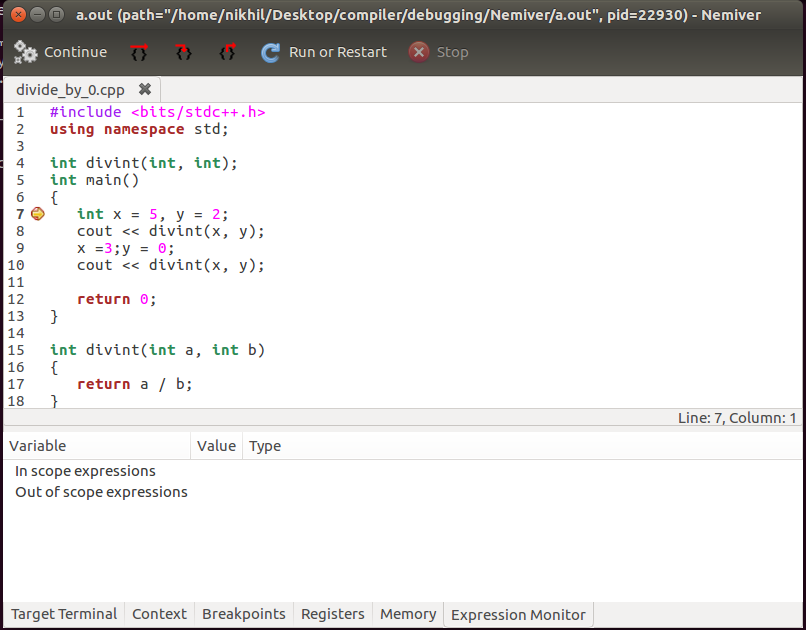 a.out (path="/home/nikhil/Desktop/compiler/debugging/Nemiver/a.out", pid=22930) - Nemiver
Continue Run or Restart Stop
divide_by_0.cpp
1 #include <bits/stdc++.h>
2 using namespace std;
3
4 int divint(int, int);
5 int main()
6 {
7 int x = 5, y = 2;
8 cout << divint(x, y);
9 x =3;y = 0;
10 cout << divint(x, y);
11
12 return 0;
13 }
14
15 int divint(int a, int b)
16 {
17 return a / b;
18 }
Line: 7, Column: 1
Variable Value Type
In scope expressions
Out of scope expressions
Target Terminal Context Breakpoints Registers Memory Expression Monitor